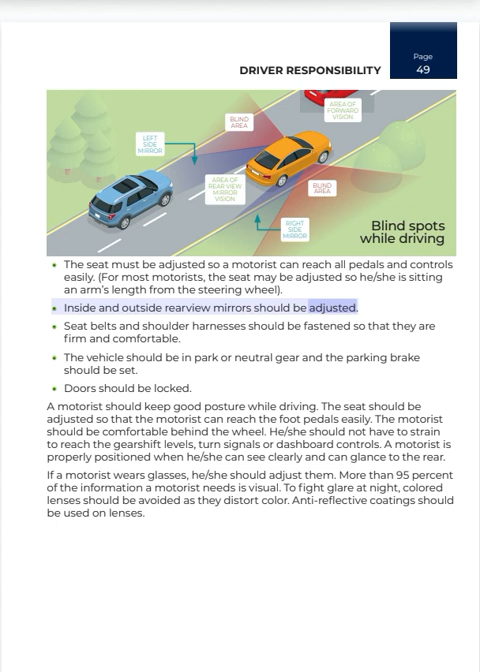 Page
DRIVER RESPONSIBILITY 49
AREA OF
FORWARD
VISION
BLIND
AREA
LEFT
SIDE
MIRROR
AREA OF
REAR VIEW
MIRROR
VISION
BLIND
AREA
RIGHT
SIDE
MIRROR
Blind spots
while driving
• The seat must be adjusted so a motorist can reach all pedals and controls
easily. (For most motorists, the seat may be adjusted so he/she is sitting
an arm's length from the steering wheel).
• Inside and outside rearview mirrors should be adjusted.
• Seat belts and shoulder harnesses should be fastened so that they are
firm and comfortable.
• The vehicle should be in park or neutral gear and the parking brake
should be set.
• Doors should be locked.
A motorist should keep good posture while driving. The seat should be
adjusted so that the motorist can reach the foot pedals easily. The motorist
should be comfortable behind the wheel. He/she should not have to strain
to reach the gearshift levels, turn signals or dashboard controls. A motorist is
properly positioned when he/she can see clearly and can glance to the rear.
If a motorist wears glasses, he/she should adjust them. More than 95 percent
of the information a motorist needs is visual. To fight glare at night, colored
lenses should be avoided as they distort color. Anti-reflective coatings should
be used on lenses.